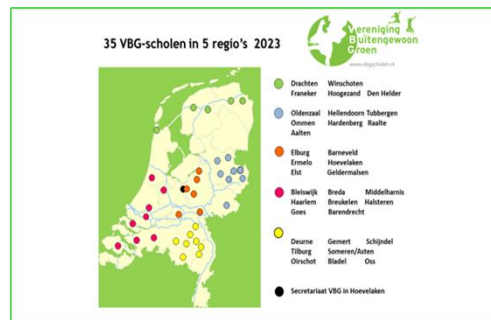 35 VBG-scholen in 5 regio's 2023
Vereniging
Buitengewoon
Groen
www.vbgscholen.nl
Drachten Winschoten
Franeker Hoogezand Den Helder
Oldenzaal Hellendoorn Tubbergen
Ommen Hardenberg Raalte
Aalten
Elburg Barneveld
Ermelo Hoevelaken
Elst Geldermalsen
Bleiswijk Breda Middelharnis
Haarlem Breukelen Halsteren
Goes Barendrecht
Deurne Gemert Schijndel
Tilburg Someren/Asten
Oirschot Bladel Oss
Secretariaat VBG in Hoevelaken